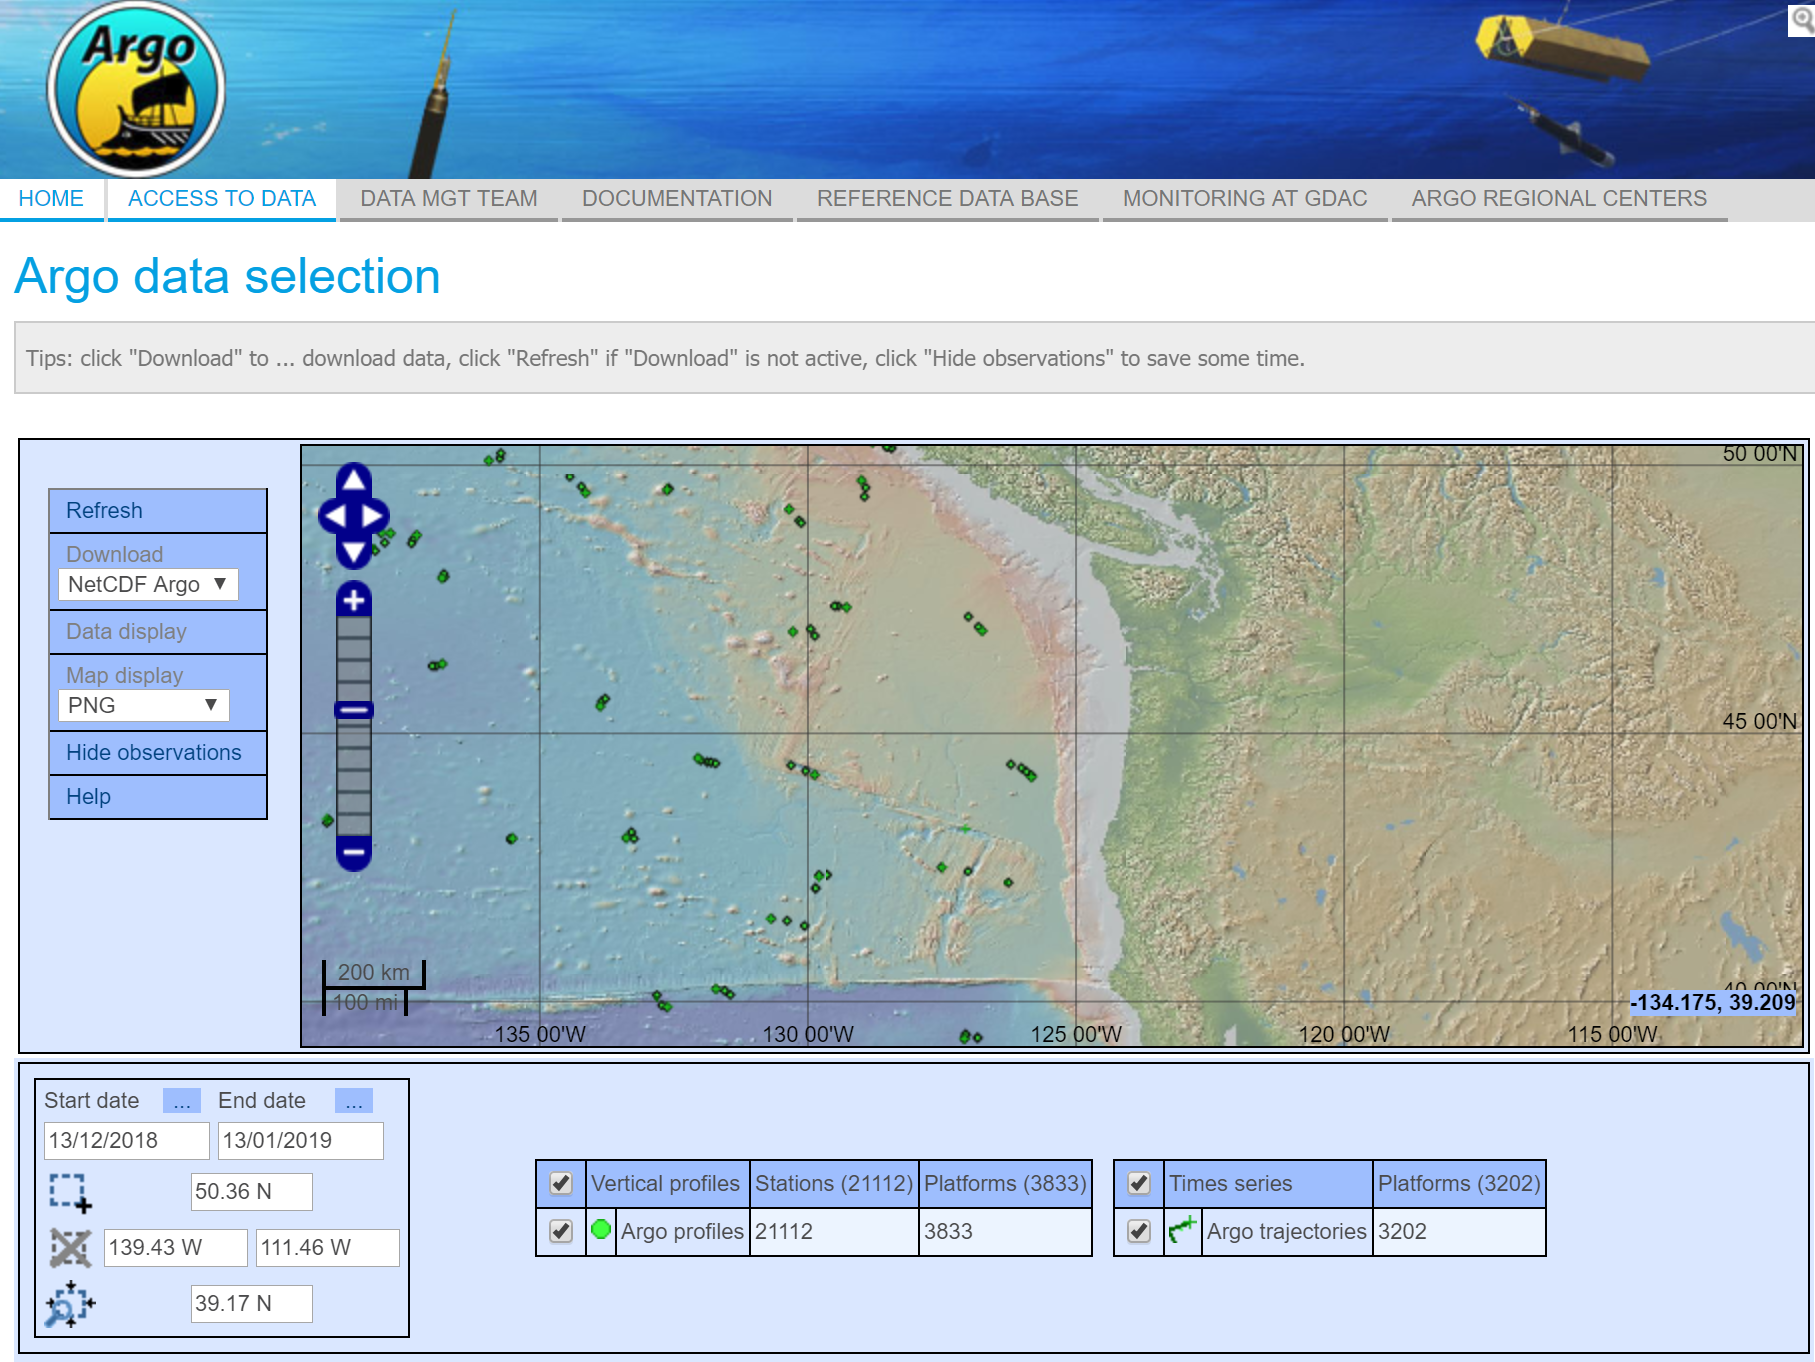 Argo
HOME ACCESS TO DATA DATA MGT TEAM DOCUMENTATION REFERENCE DATA BASE MONITORING AT GDAC ARGO REGIONAL CENTERS
Argo data selection
Tips: click "Download" to ... download data, click "Refresh" if "Download" is not active, click "Hide observations" to save some time.
Refresh
Download
NetCDF Argo
Data display
Map display
PNG
Hide observations
Help
50 00'N
45 00'N
40 00'N
-134.175, 39.209
200 km
100 mi
135 00'W 130 00'W 125 00'W 120 00'W 115 00'W
Start date ... End date ...
13/12/2018 13/01/2019
50.36 N
139.43 W 111.46 W
39.17 N
Vertical profiles Stations (21112) Platforms (3833)
Argo profiles 21112 3833
Times series Platforms (3202)
Argo trajectories 3202